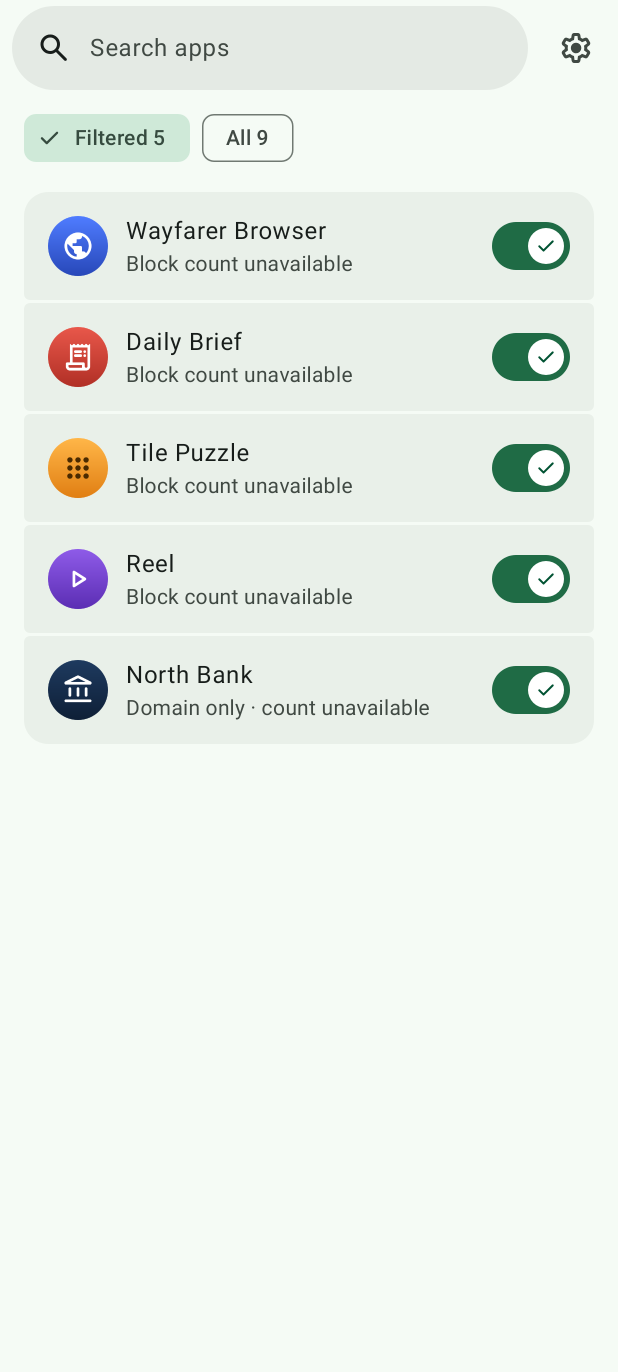 Search apps
Filtered 5
All 9
Wayfarer Browser
Block count unavailable
Daily Brief
Block count unavailable
Tile Puzzle
Block count unavailable
Reel
Block count unavailable
North Bank
Domain only · count unavailable